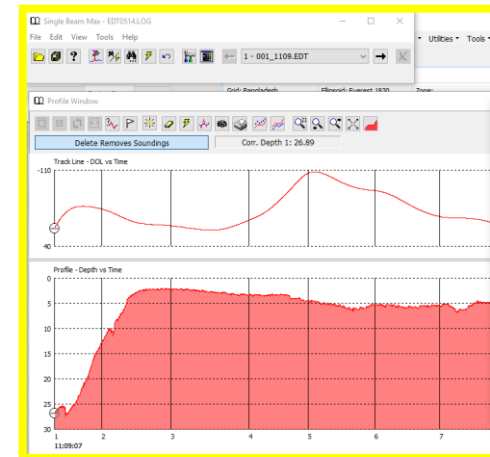 Single Beam Max - EDT0514.LOG
File Edit View Tools Help
Utilities Tools
1 - 001_1109.EDT
Grid: Bangladesh Ellipsoid: Everest 1830 Zone:
Profile Window
Delete Removes Soundings Corr. Depth 1: 26.89
Track Line - DOL vs Time
-110
40
Profile - Depth vs Time
0
5
10
15
20
25
30
1 2 3 4 5 6 7
11:09:07